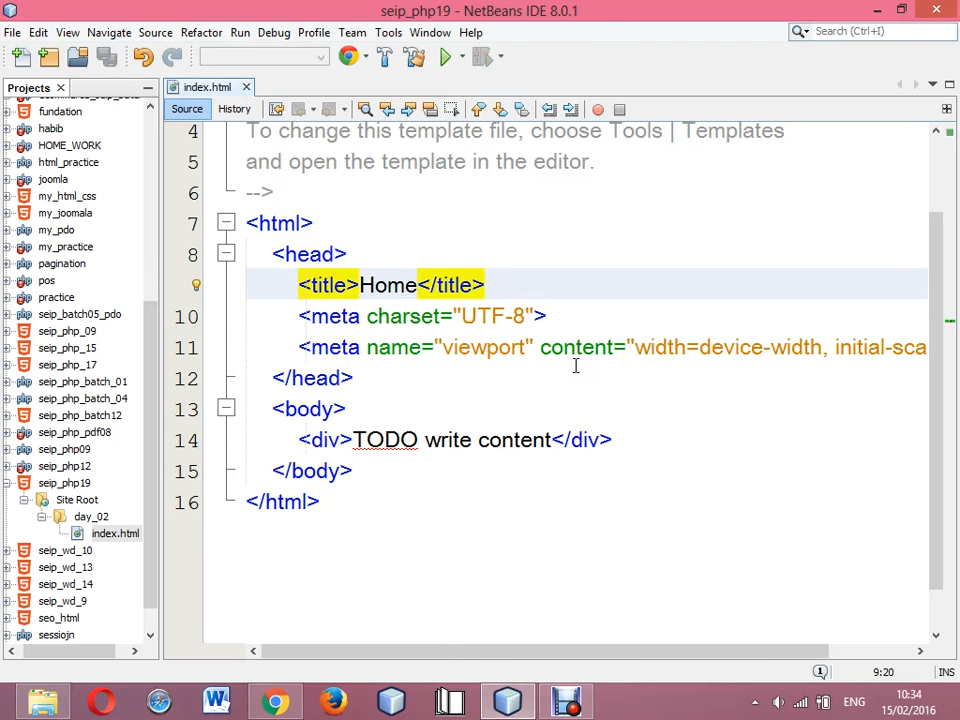 seip_php19 - NetBeans IDE 8.0.1
File Edit View Navigate Source Refactor Run Debug Profile Team Tools Window Help
Search (Ctrl+I)
Projects
index.html
Source History
fundation
habib
HOME_WORK
html_practice
joomla
my_html_css
my_joomala
my_pdo
my_practice
pagination
pos
practice
seip_batch05_pdo
seip_php_09
seip_php_15
seip_php_17
seip_php_batch_01
seip_php_batch_04
seip_php_batch12
seip_php_pdf08
seip_php09
seip_php12
seip_php19
Site Root
day_02
index.html
seip_wd_10
seip_wd_13
seip_wd_14
seip_wd_9
seo_html
sessiojn
4 To change this template file, choose Tools | Templates
5 and open the template in the editor.
6 -->
7 <html>
8 <head>
<title>Home</title>
10 <meta charset="UTF-8">
11 <meta name="viewport" content="width=device-width, initial-sca
12 </head>
13 <body>
14 <div>TODO write content</div>
15 </body>
16 </html>
1
9:20 INS
ENG
10:34
15/02/2016